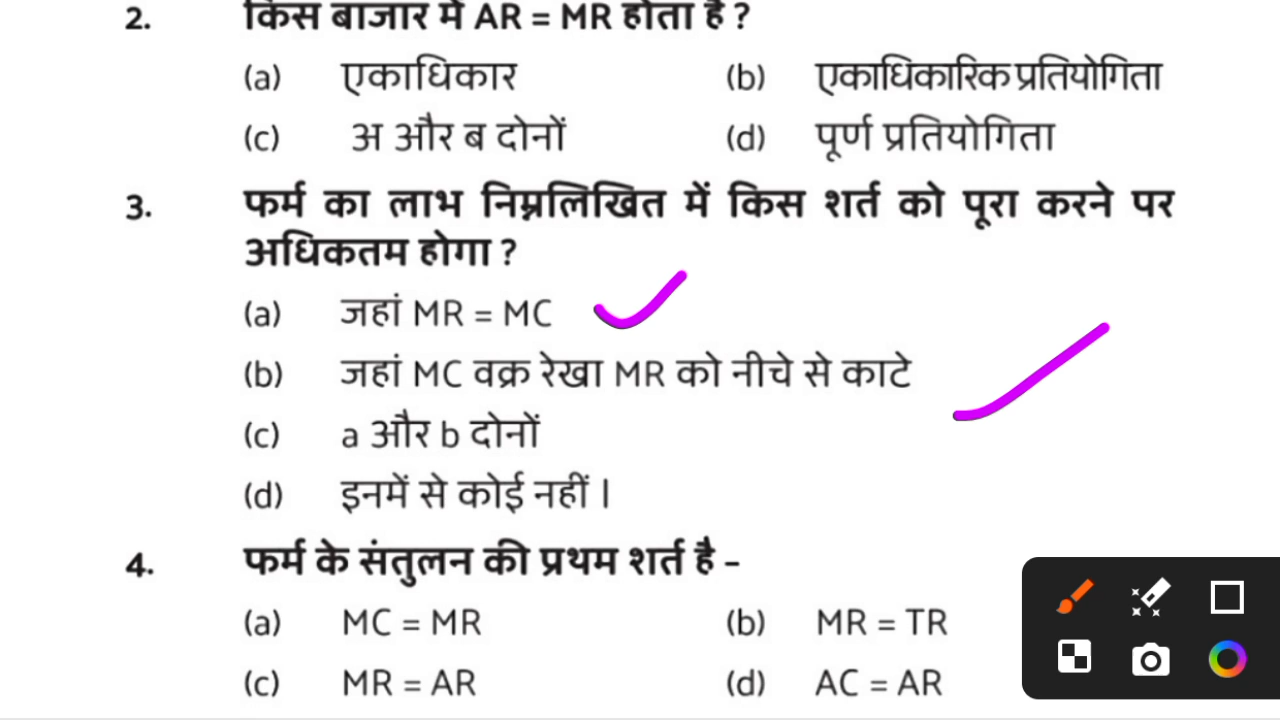 2. किस बाजार में AR = MR होता है ?
(a) एकाधिकार (b) एकाधिकारिक प्रतियोगिता
(c) अ और ब दोनों (d) पूर्ण प्रतियोगिता
3. फर्म का लाभ निम्नलिखित में किस शर्त को पूरा करने पर
अधिकतम होगा ?
(a) जहां MR = MC
(b) जहां MC वक्र रेखा MR को नीचे से काटे
(c) a और b दोनों
(d) इनमें से कोई नहीं ।
4. फर्म के संतुलन की प्रथम शर्त है –
(a) MC = MR (b) MR = TR
(c) MR = AR (d) AC = AR